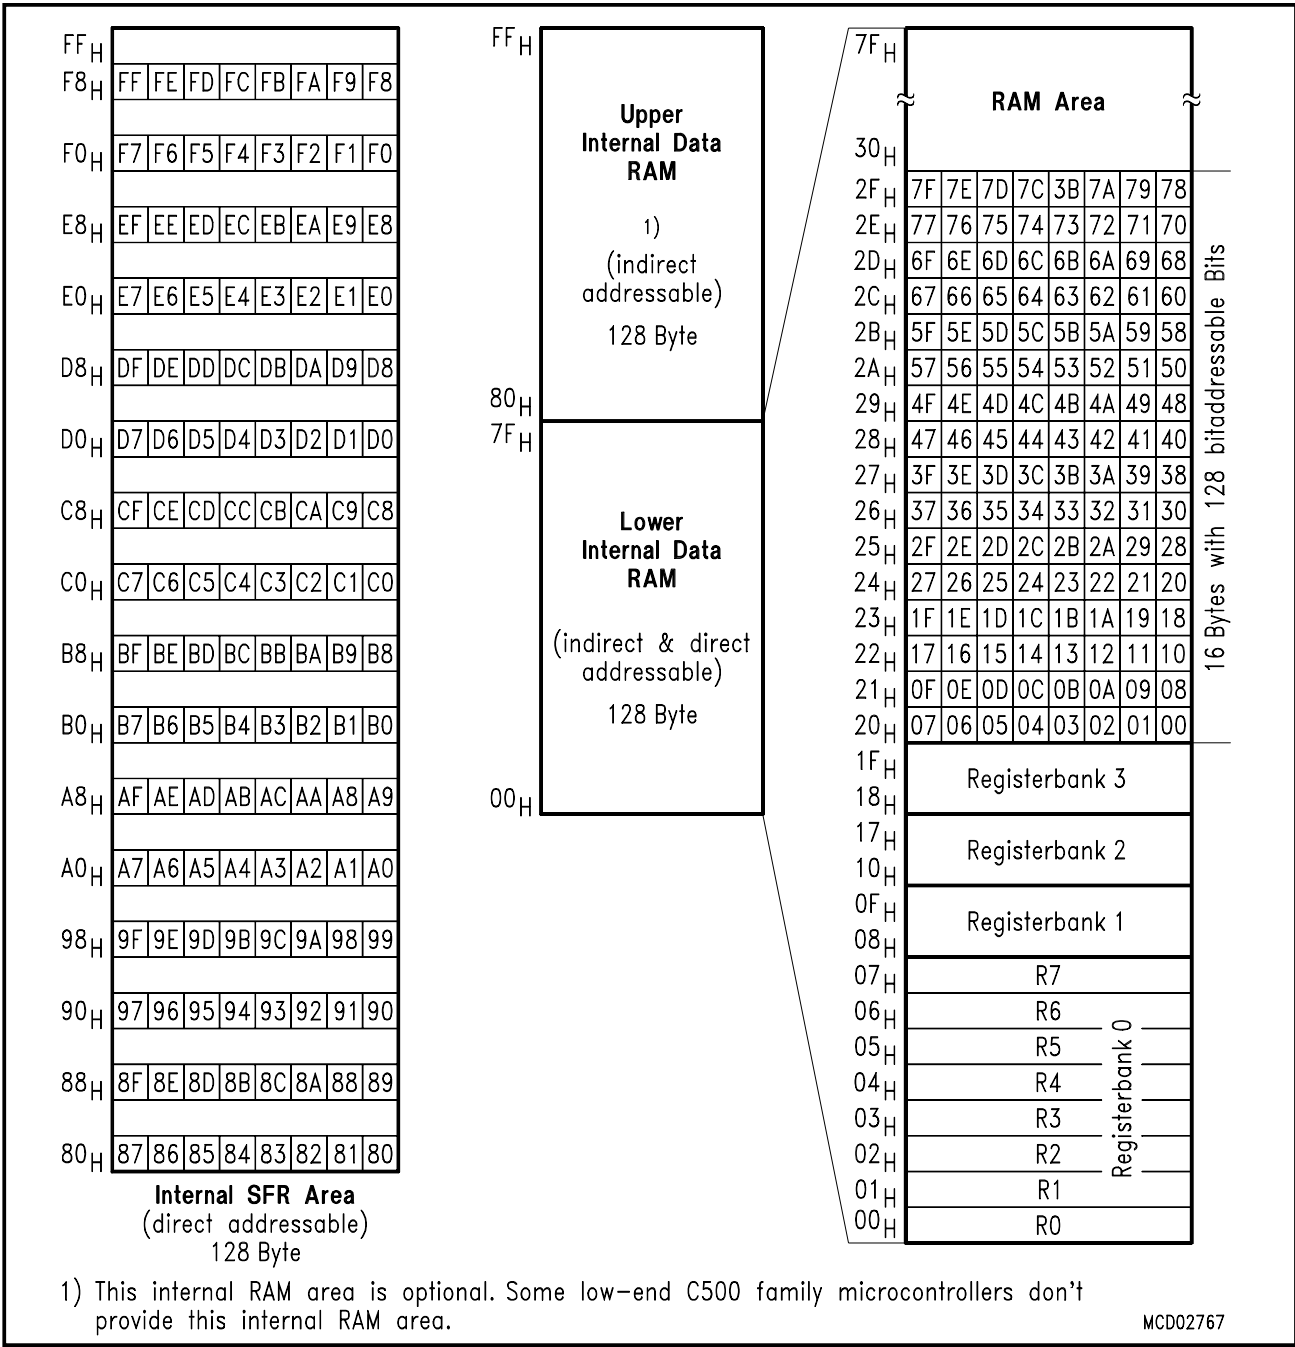 FFH
F8H FF FE FD FC FB FA F9 F8
F0H F7 F6 F5 F4 F3 F2 F1 F0
E8H EF EE ED EC EB EA E9 E8
E0H E7 E6 E5 E4 E3 E2 E1 E0
D8H DF DE DD DC DB DA D9 D8
D0H D7 D6 D5 D4 D3 D2 D1 D0
C8H CF CE CD CC CB CA C9 C8
C0H C7 C6 C5 C4 C3 C2 C1 C0
B8H BF BE BD BC BB BA B9 B8
B0H B7 B6 B5 B4 B3 B2 B1 B0
A8H AF AE AD AB AC AA A8 A9
A0H A7 A6 A5 A4 A3 A2 A1 A0
98H 9F 9E 9D 9B 9C 9A 98 99
90H 97 96 95 94 93 92 91 90
88H 8F 8E 8D 8B 8C 8A 88 89
80H 87 86 85 84 83 82 81 80
Internal SFR Area
(direct addressable)
128 Byte
FFH
Upper
Internal Data
RAM
1)
(indirect
addressable)
128 Byte
80H
7FH
Lower
Internal Data
RAM
(indirect & direct
addressable)
128 Byte
00H
7FH
RAM Area
30H
2FH 7F 7E 7D 7C 3B 7A 79 78
2EH 77 76 75 74 73 72 71 70
2DH 6F 6E 6D 6C 6B 6A 69 68
2CH 67 66 65 64 63 62 61 60
2BH 5F 5E 5D 5C 5B 5A 59 58
2AH 57 56 55 54 53 52 51 50
29H 4F 4E 4D 4C 4B 4A 49 48
28H 47 46 45 44 43 42 41 40
27H 3F 3E 3D 3C 3B 3A 39 38
26H 37 36 35 34 33 32 31 30
25H 2F 2E 2D 2C 2B 2A 29 28
24H 27 26 25 24 23 22 21 20
23H 1F 1E 1D 1C 1B 1A 19 18
22H 17 16 15 14 13 12 11 10
21H 0F 0E 0D 0C 0B 0A 09 08
20H 07 06 05 04 03 02 01 00
16 Bytes with 128 bitaddressable Bits
1FH
Registerbank 3
18H
17H
Registerbank 2
10H
0FH
Registerbank 1
08H
07H R7
06H R6
05H R5
04H R4
03H R3
02H R2
01H R1
00H R0
Registerbank 0
1) This internal RAM area is optional. Some low-end C500 family microcontrollers don't
provide this internal RAM area.
MCD02767